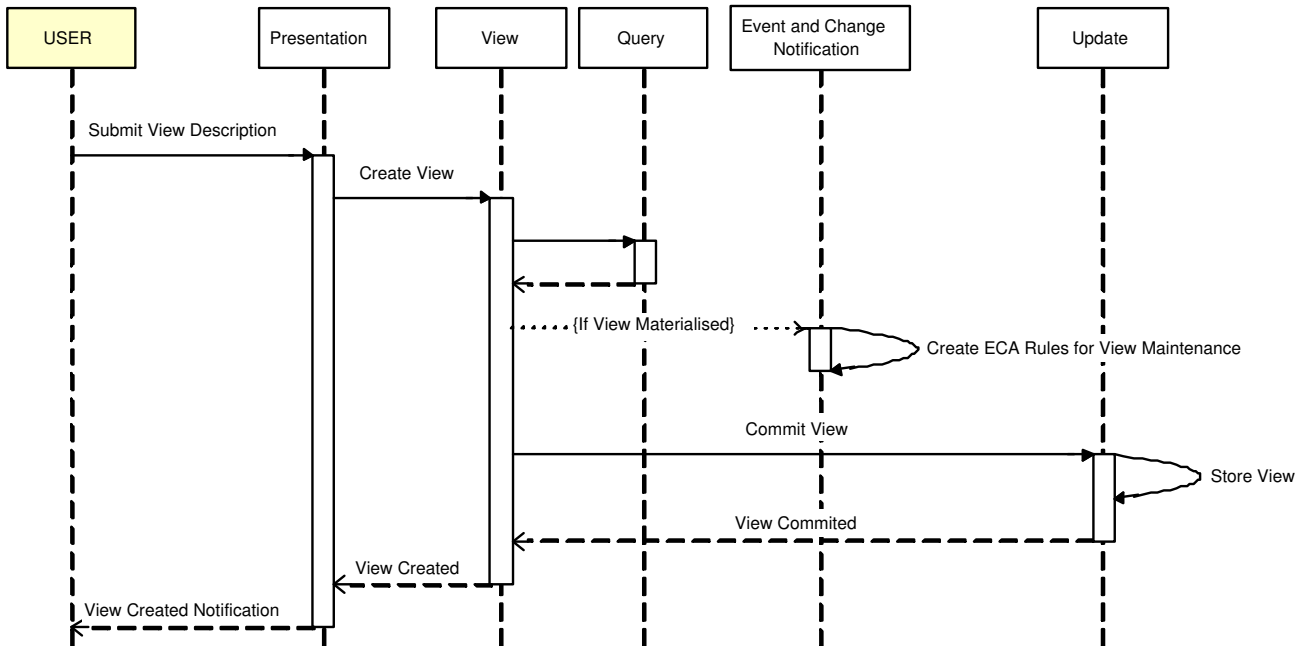 USER
Presentation
View
Query
Event and Change
Notification
Update
Submit View Description
Create View
{If View Materialised}
Create ECA Rules for View Maintenance
Commit View
Store View
View Commited
View Created
View Created Notification